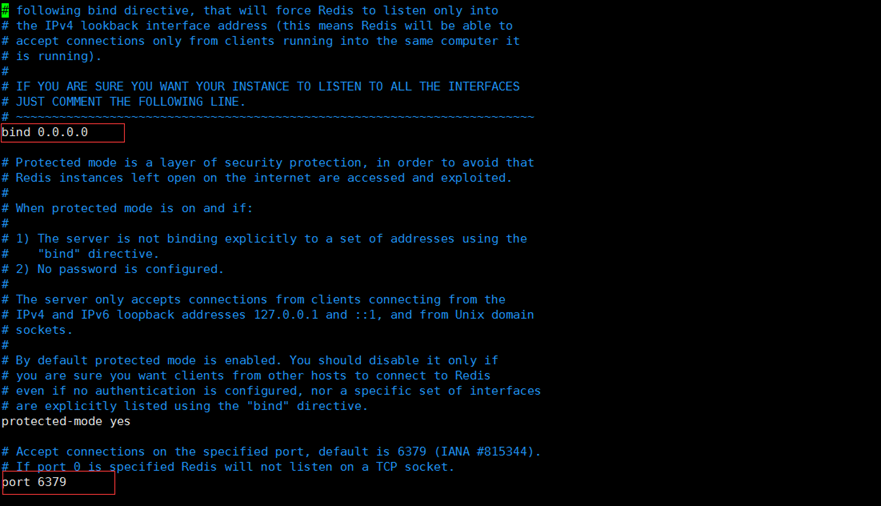 # following bind directive, that will force Redis to listen only into
# the IPv4 lookback interface address (this means Redis will be able to
# accept connections only from clients running into the same computer it
# is running).
#
# IF YOU ARE SURE YOU WANT YOUR INSTANCE TO LISTEN TO ALL THE INTERFACES
# JUST COMMENT THE FOLLOWING LINE.
# ~~~~~~~~~~~~~~~~~~~~~~~~~~~~~~~~~~~~~~~~~~~~~~~~~~~~~~~~~~~~~~~~~~~~~~~~
bind 0.0.0.0
# Protected mode is a layer of security protection, in order to avoid that
# Redis instances left open on the internet are accessed and exploited.
#
# When protected mode is on and if:
#
# 1) The server is not binding explicitly to a set of addresses using the
#    "bind" directive.
# 2) No password is configured.
#
# The server only accepts connections from clients connecting from the
# IPv4 and IPv6 loopback addresses 127.0.0.1 and ::1, and from Unix domain
# sockets.
#
# By default protected mode is enabled. You should disable it only if
# you are sure you want clients from other hosts to connect to Redis
# even if no authentication is configured, nor a specific set of interfaces
# are explicitly listed using the "bind" directive.
protected-mode yes
# Accept connections on the specified port, default is 6379 (IANA #815344).
# If port 0 is specified Redis will not listen on a TCP socket.
port 6379